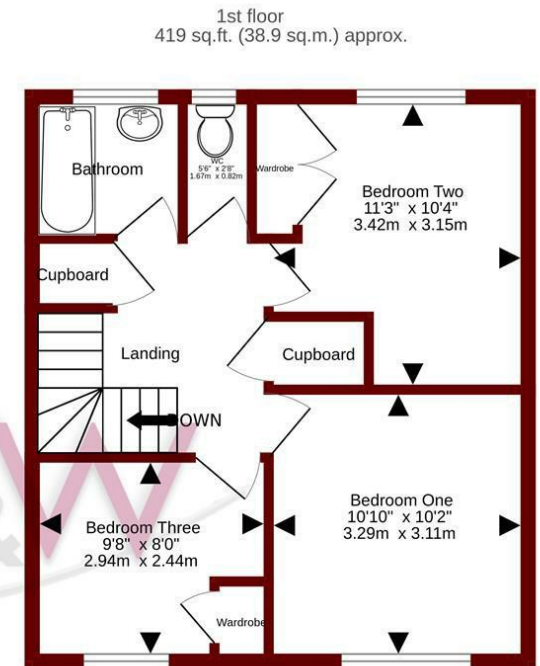 1st floor
419 sq.ft. (38.9 sq.m.) approx.
Bathroom
WC
5'6" x 2'8"
1.67m x 0.82m
Wardrobe
Bedroom Two
11'3" x 10'4"
3.42m x 3.15m
Cupboard
Landing
Cupboard
DOWN
Bedroom Three
9'8" x 8'0"
2.94m x 2.44m
Bedroom One
10'10" x 10'2"
3.29m x 3.11m
Wardrobe
W